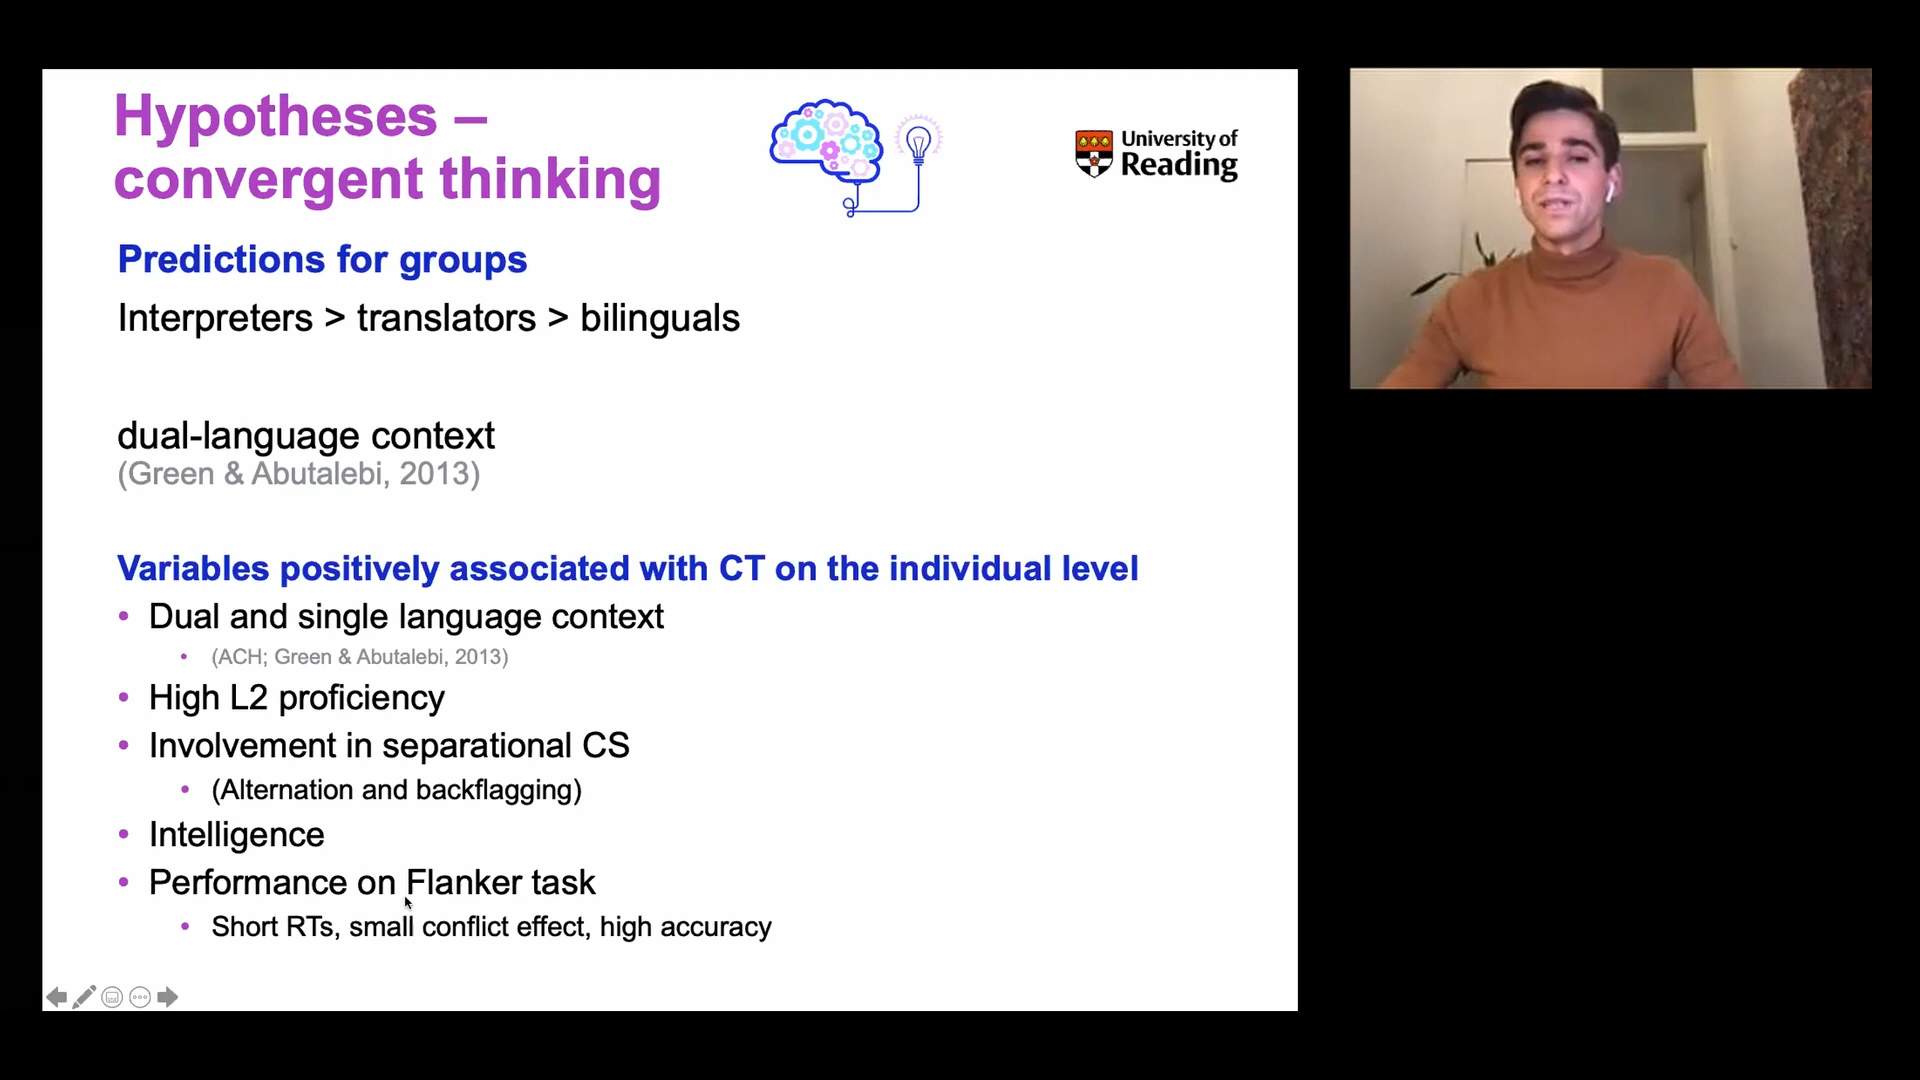 Hypotheses –
convergent thinking
University of
Reading
Predictions for groups
Interpreters > translators > bilinguals
dual-language context
(Green & Abutalebi, 2013)
Variables positively associated with CT on the individual level
• Dual and single language context
• (ACH; Green & Abutalebi, 2013)
• High L2 proficiency
• Involvement in separational CS
• (Alternation and backflagging)
• Intelligence
• Performance on Flanker task
• Short RTs, small conflict effect, high accuracy